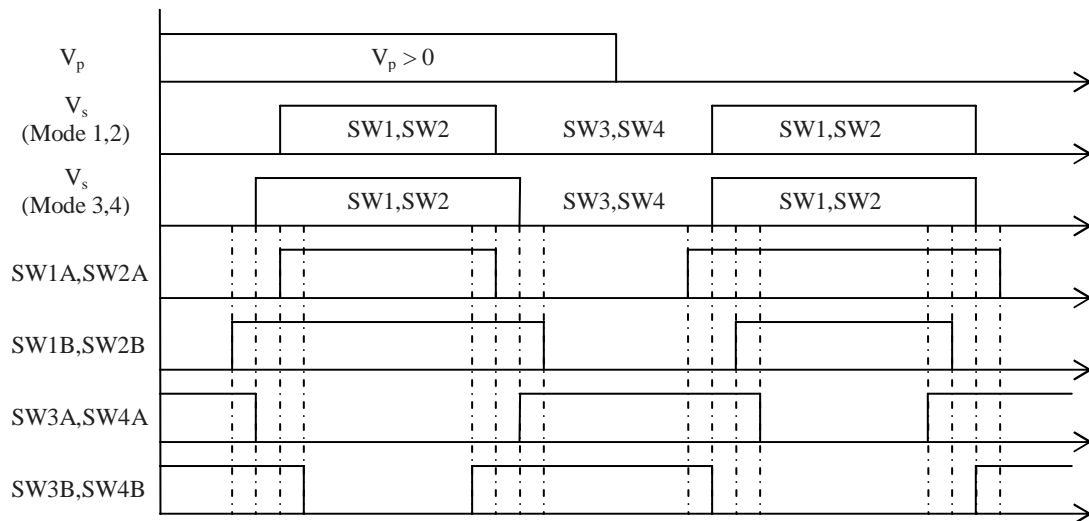 V_p
V_p > 0
V_s
(Mode 1,2)
SW1,SW2
SW3,SW4
SW1,SW2
V_s
(Mode 3,4)
SW1,SW2
SW3,SW4
SW1,SW2
SW1A,SW2A
SW1B,SW2B
SW3A,SW4A
SW3B,SW4B